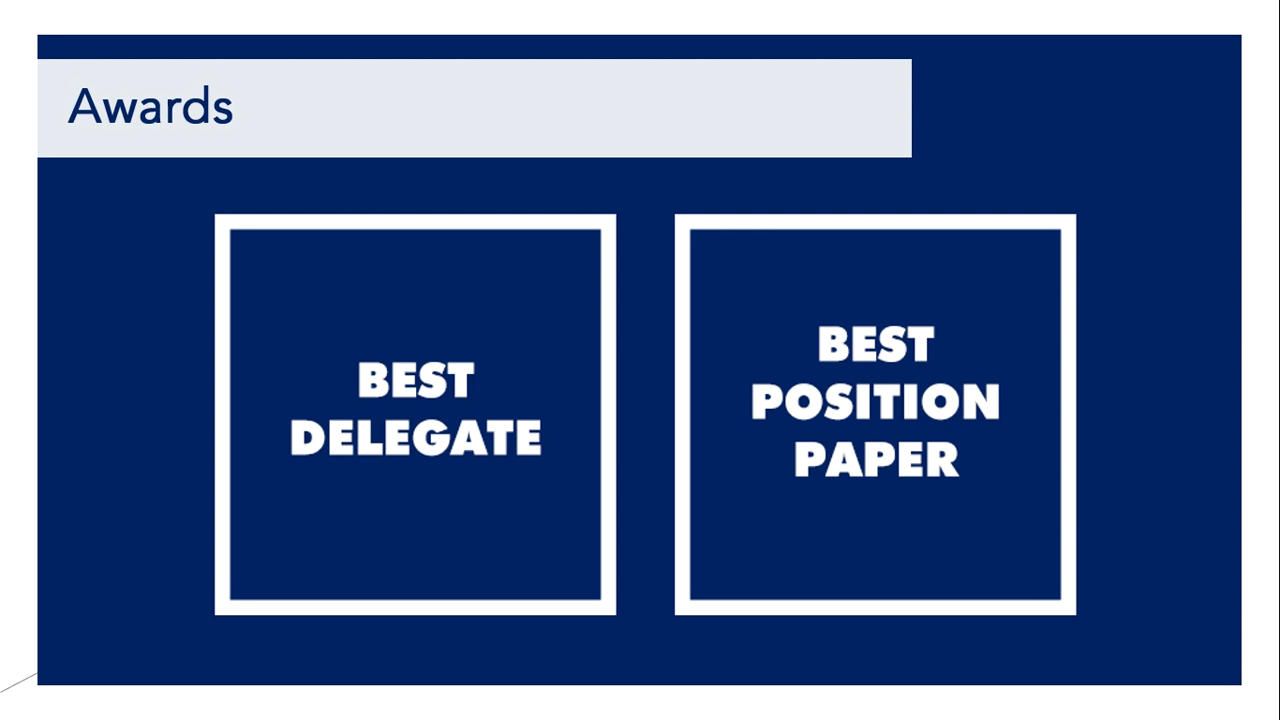 Awards
BEST
DELEGATE
BEST
POSITION
PAPER